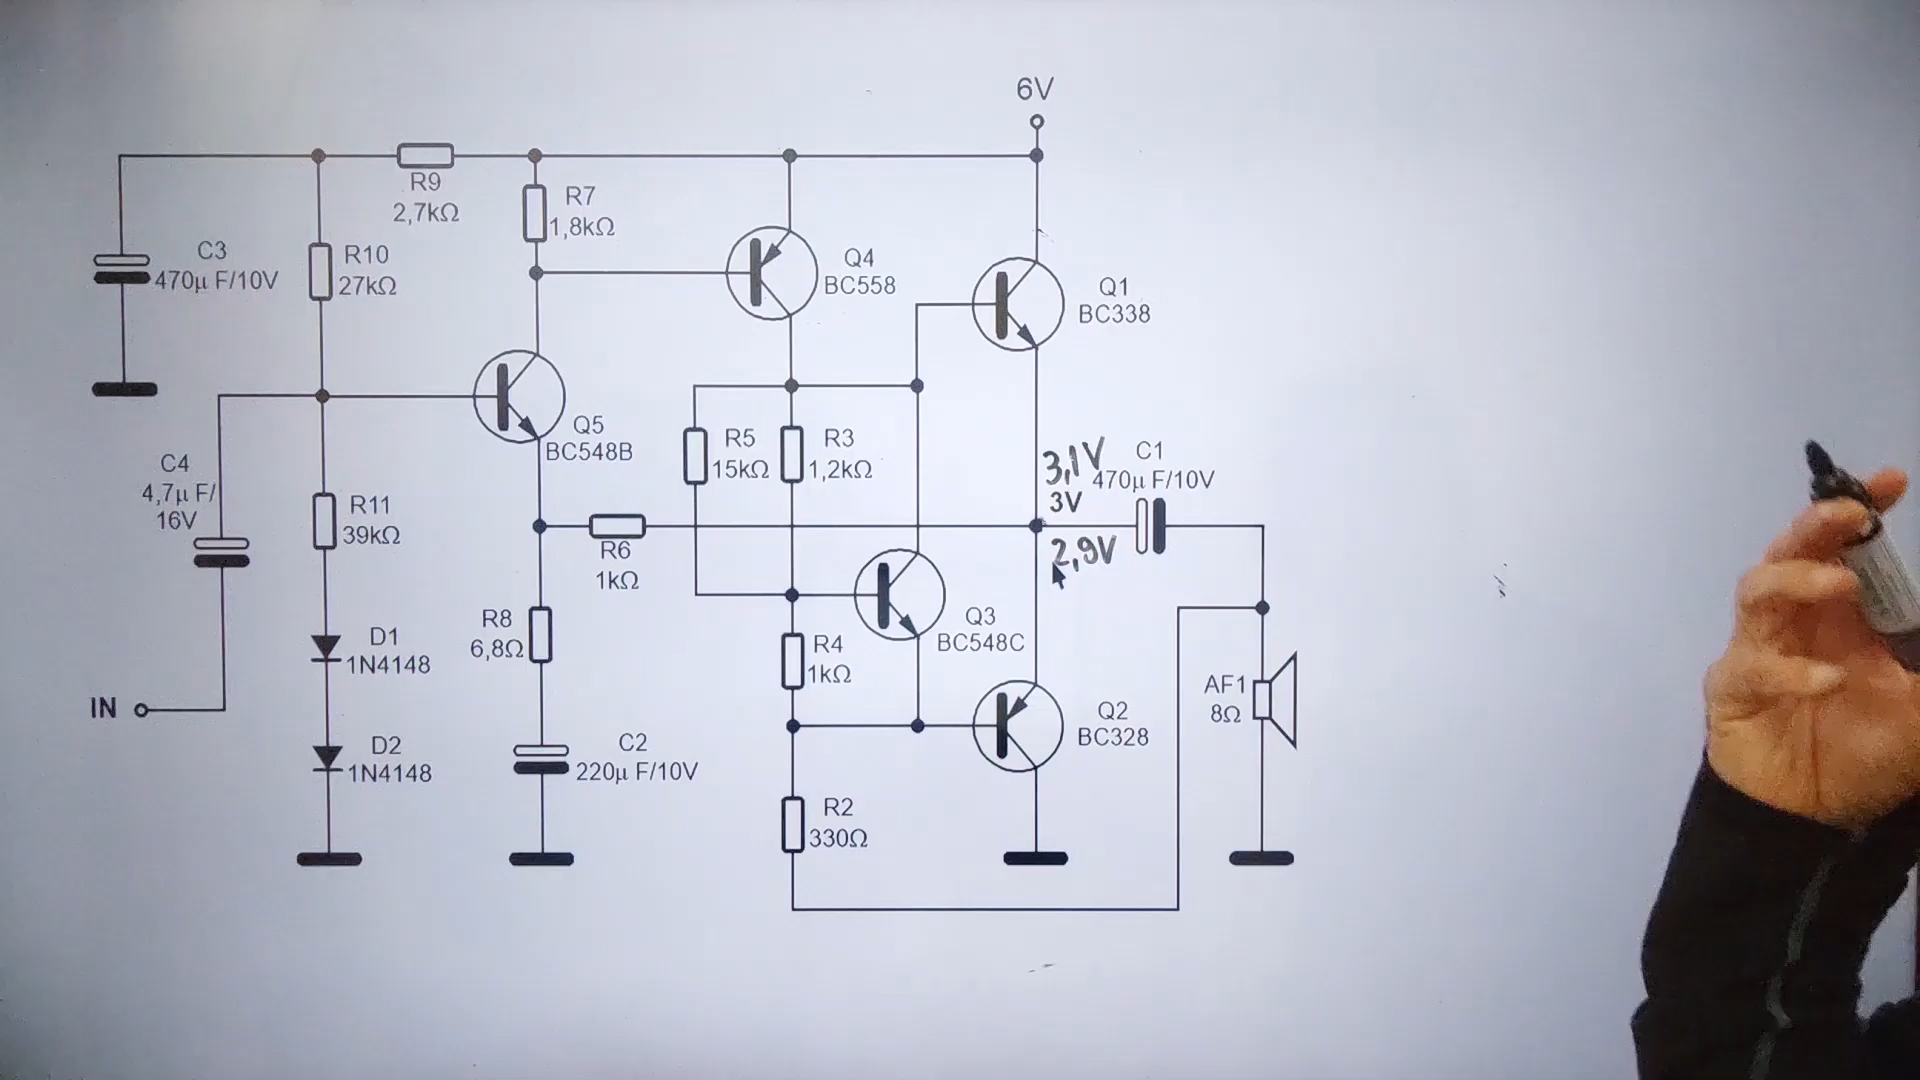 6V
R9
2,7kΩ
R7
1,8kΩ
C3
470μ F/10V
R10
27kΩ
Q4
BC558
Q1
BC338
Q5
BC548B
R5
15kΩ
R3
1,2kΩ
3,1V
3V
2,9V
C1
470μ F/10V
C4
4,7μ F/
16V
R11
39kΩ
R6
1kΩ
R8
6,8Ω
Q3
BC548C
D1
1N4148
R4
1kΩ
AF1
8Ω
IN
D2
1N4148
C2
220μ F/10V
Q2
BC328
R2
330Ω